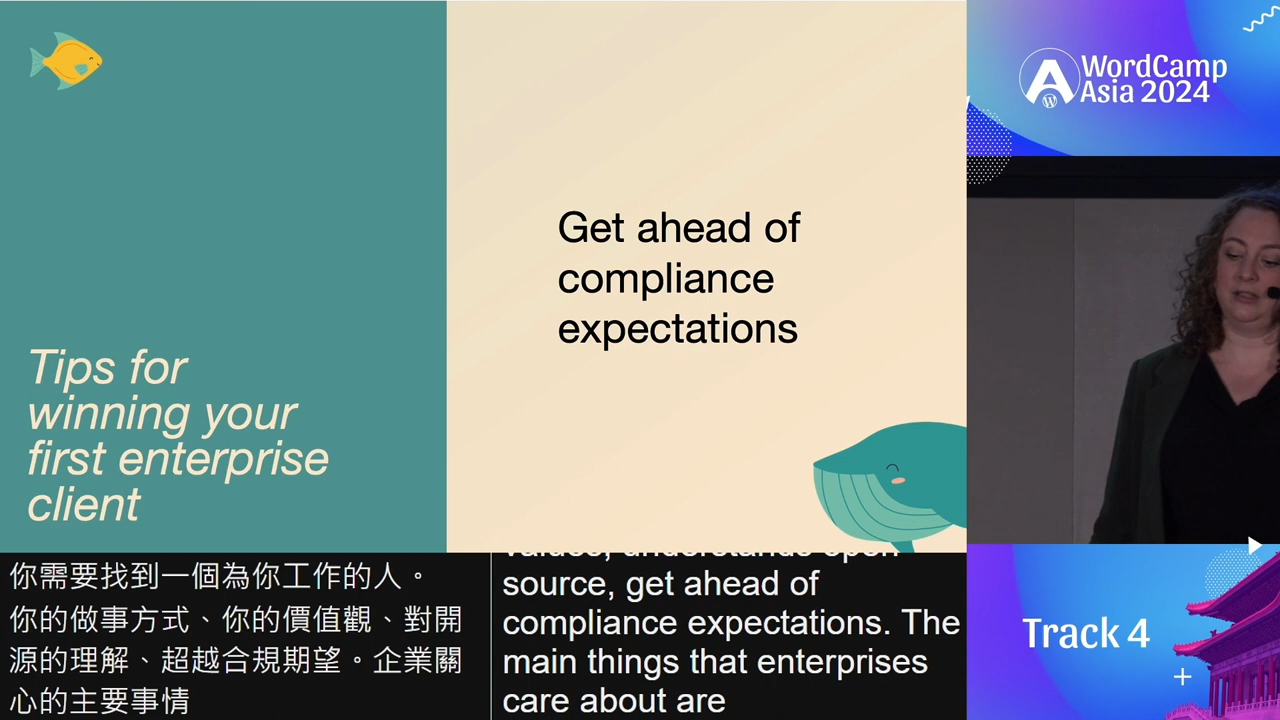 Tips for
winning your
first enterprise
client
Get ahead of
compliance
expectations
WordCamp
Asia 2024
你需要找到一個為你工作的人。
你的做事方式、你的價值觀、對開
源的理解、超越合規期望。企業關
心的主要事情
values, understands open
source, get ahead of
compliance expectations. The
main things that enterprises
care about are
Track 4